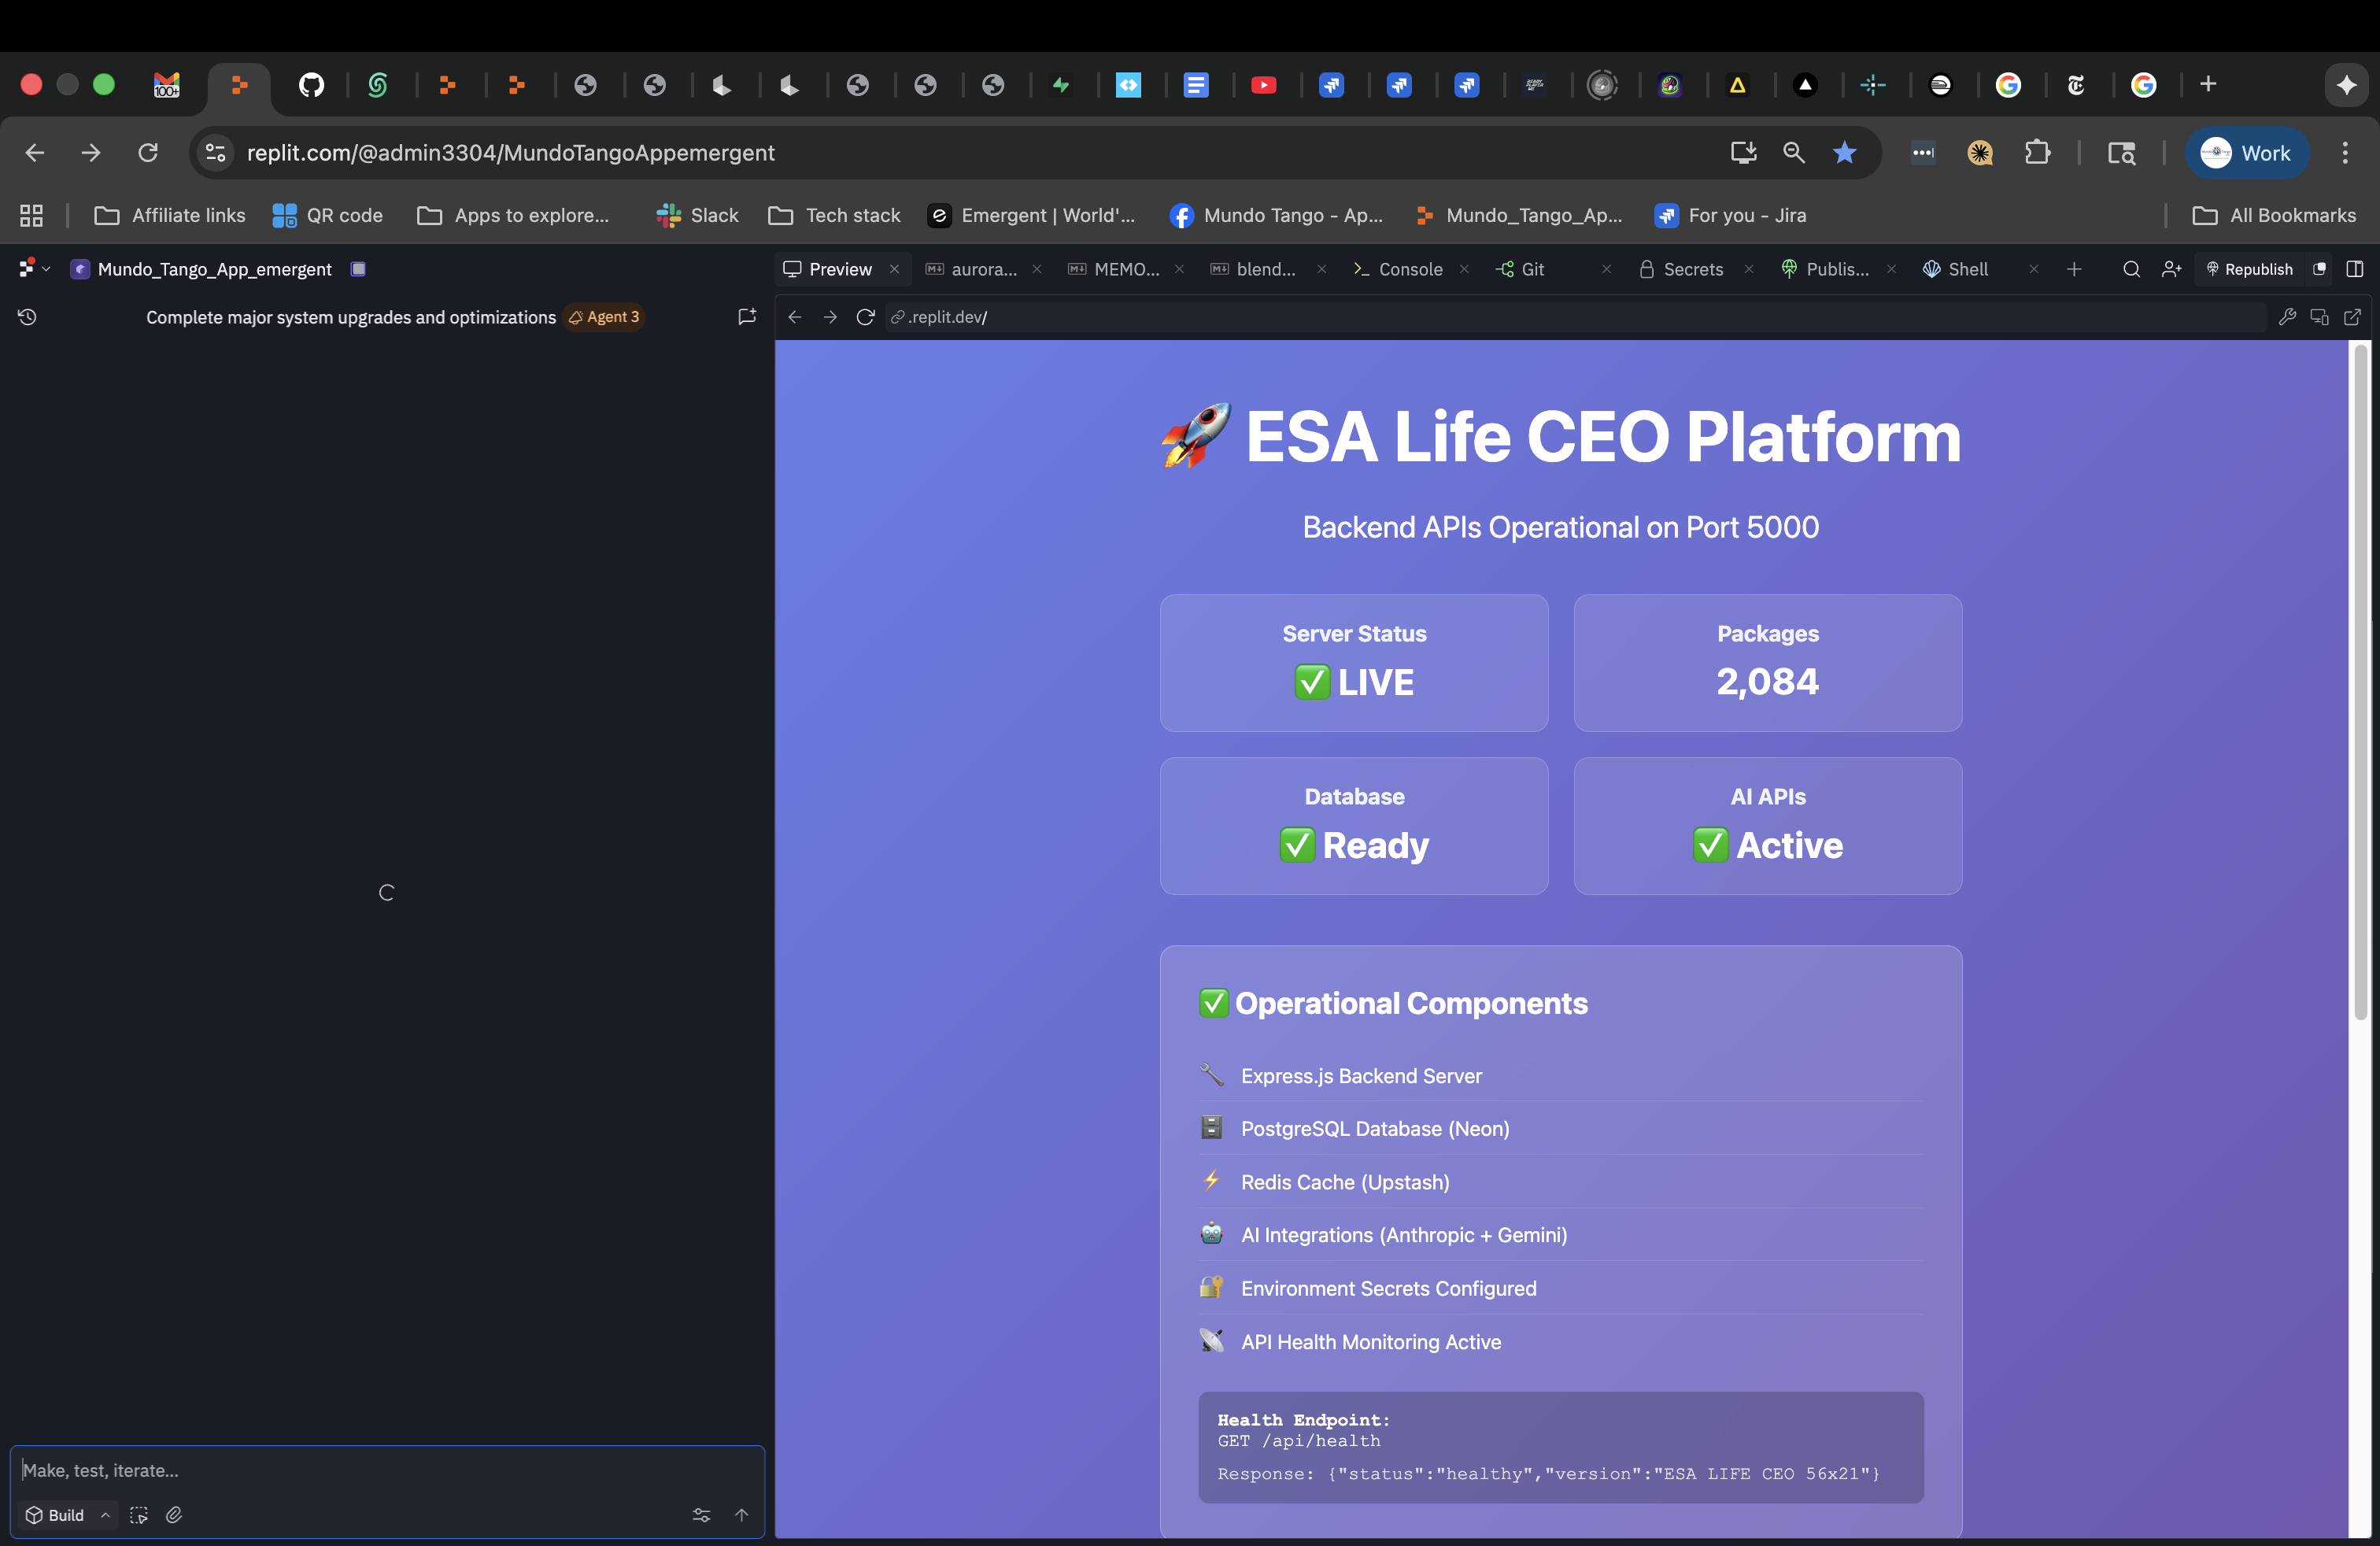 100+
replit.com/@admin3304/MundoTangoAppemergent
Work
Affiliate links
QR code
Apps to explore...
Slack
Tech stack
Emergent | World'...
Mundo Tango - Ap...
Mundo_Tango_Ap...
For you - Jira
All Bookmarks
Mundo_Tango_App_emergent
Preview
aurora...
MEMO...
blend...
Console
Git
Secrets
Publis...
Shell
Republish
Complete major system upgrades and optimizations Agent 3
.replit.dev/
🚀 ESA Life CEO Platform
Backend APIs Operational on Port 5000
Server Status
✅ LIVE
Packages
2,084
Database
✅ Ready
AI APIs
✅ Active
✅ Operational Components
🔧 Express.js Backend Server
🗄️ PostgreSQL Database (Neon)
⚡ Redis Cache (Upstash)
🤖 AI Integrations (Anthropic + Gemini)
🔐 Environment Secrets Configured
📡 API Health Monitoring Active
Health Endpoint:
GET /api/health
Response: {"status":"healthy","version":"ESA LIFE CEO 56x21"}
Make, test, iterate...
Build